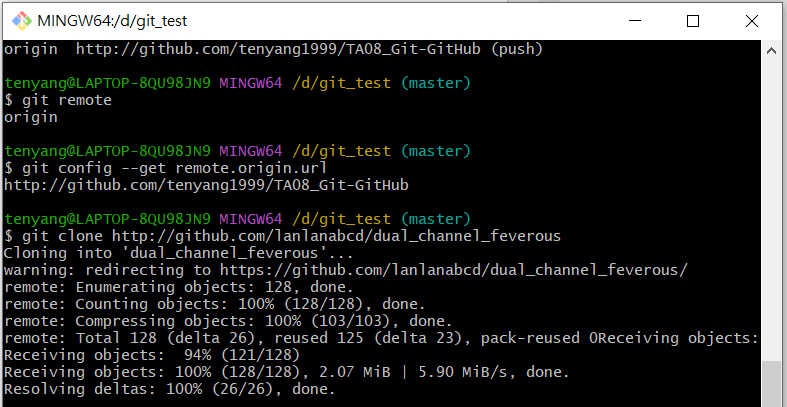 MINGW64:/d/git_test
origin  http://github.com/tenyang1999/TA08_Git-GitHub (push)
tenyang@LAPTOP-8QU98JN9 MINGW64 /d/git_test (master)
$ git remote
origin
tenyang@LAPTOP-8QU98JN9 MINGW64 /d/git_test (master)
$ git config --get remote.origin.url
http://github.com/tenyang1999/TA08_Git-GitHub
tenyang@LAPTOP-8QU98JN9 MINGW64 /d/git_test (master)
$ git clone http://github.com/lanlanabcd/dual_channel_feverous
Cloning into 'dual_channel_feverous'...
warning: redirecting to https://github.com/lanlanabcd/dual_channel_feverous/
remote: Enumerating objects: 128, done.
remote: Counting objects: 100% (128/128), done.
remote: Compressing objects: 100% (103/103), done.
remote: Total 128 (delta 26), reused 125 (delta 23), pack-reused 0Receiving objects:
Receiving objects:  94% (121/128)
Receiving objects: 100% (128/128), 2.07 MiB | 5.90 MiB/s, done.
Resolving deltas: 100% (26/26), done.